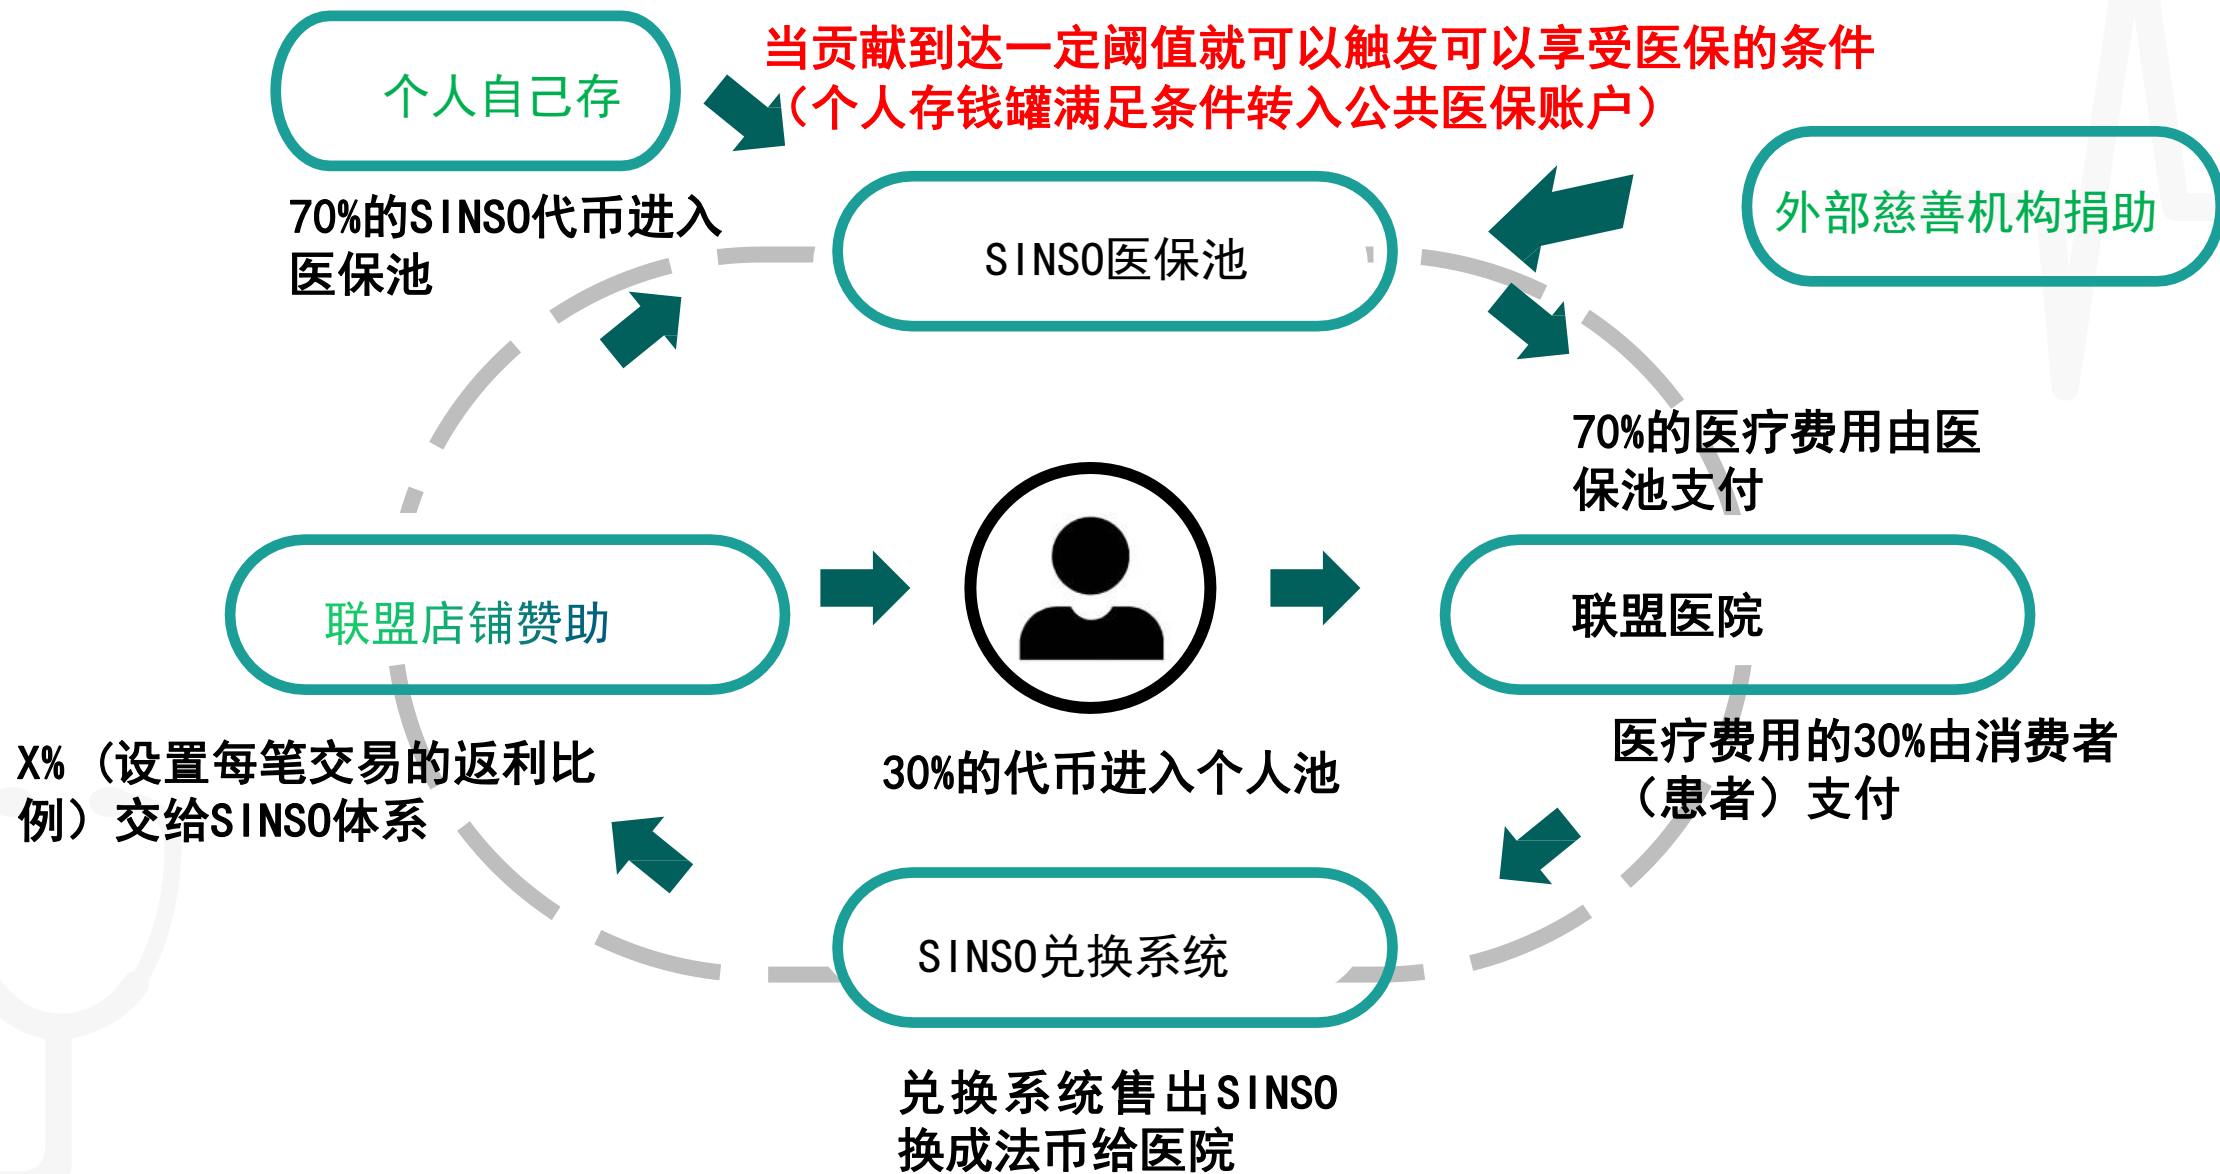 个人自己存
当贡献到达一定阈值就可以触发可以享受医保的条件
（个人存钱罐满足条件转入公共医保账户）
外部慈善机构捐助
70%的SINSO代币进入
医保池
SINSO医保池
70%的医疗费用由医
保池支付
联盟店铺赞助
联盟医院
X%（设置每笔交易的返利比
例）交给SINSO体系
30%的代币进入个人池
医疗费用的30%由消费者
（患者）支付
SINSO兑换系统
兑换系统售出SINSO
换成法币给医院